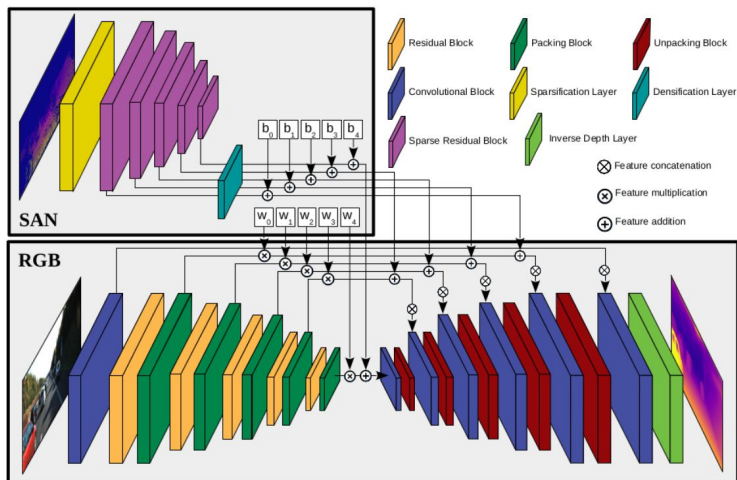 Residual Block
Packing Block
Unpacking Block
Convolutional Block
Sparsification Layer
Densification Layer
Sparse Residual Block
Inverse Depth Layer
Feature concatenation
Feature multiplication
Feature addition
b0 b1 b2 b3 b4
w0 w1 w2 w3 w4
SAN
RGB